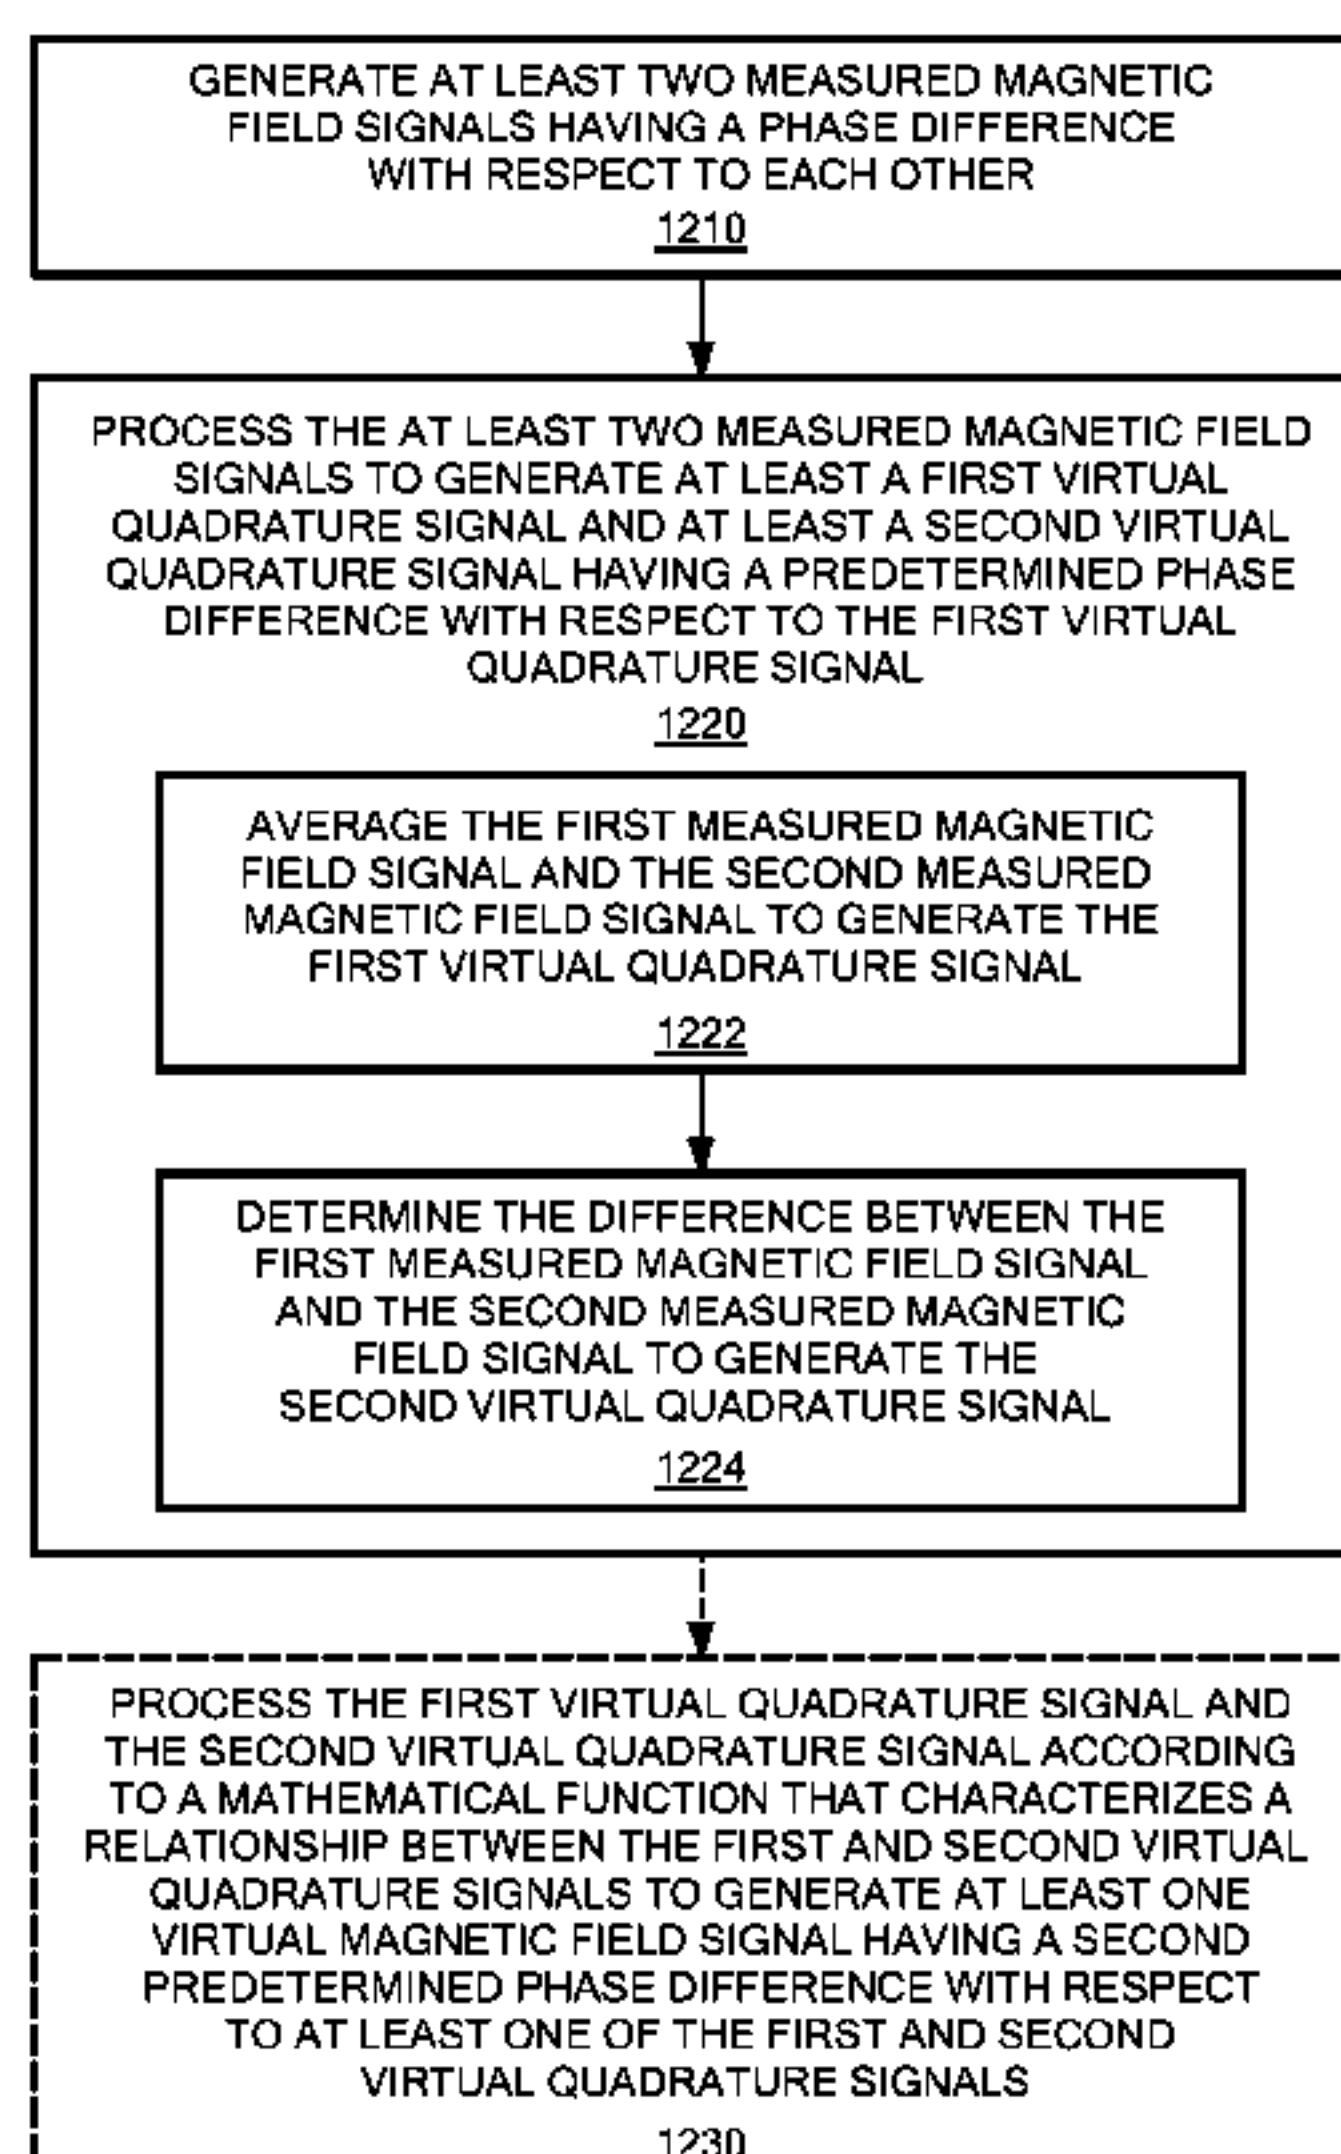 GENERATE AT LEAST TWO MEASURED MAGNETIC
FIELD SIGNALS HAVING A PHASE DIFFERENCE
WITH RESPECT TO EACH OTHER
1210
PROCESS THE AT LEAST TWO MEASURED MAGNETIC FIELD
SIGNALS TO GENERATE AT LEAST A FIRST VIRTUAL
QUADRATURE SIGNAL AND AT LEAST A SECOND VIRTUAL
QUADRATURE SIGNAL HAVING A PREDETERMINED PHASE
DIFFERENCE WITH RESPECT TO THE FIRST VIRTUAL
QUADRATURE SIGNAL
1220
AVERAGE THE FIRST MEASURED MAGNETIC
FIELD SIGNAL AND THE SECOND MEASURED
MAGNETIC FIELD SIGNAL TO GENERATE THE
FIRST VIRTUAL QUADRATURE SIGNAL
1222
DETERMINE THE DIFFERENCE BETWEEN THE
FIRST MEASURED MAGNETIC FIELD SIGNAL
AND THE SECOND MEASURED MAGNETIC
FIELD SIGNAL TO GENERATE THE
SECOND VIRTUAL QUADRATURE SIGNAL
1224
PROCESS THE FIRST VIRTUAL QUADRATURE SIGNAL AND
THE SECOND VIRTUAL QUADRATURE SIGNAL ACCORDING
TO A MATHEMATICAL FUNCTION THAT CHARACTERIZES A
RELATIONSHIP BETWEEN THE FIRST AND SECOND VIRTUAL
QUADRATURE SIGNALS TO GENERATE AT LEAST ONE
VIRTUAL MAGNETIC FIELD SIGNAL HAVING A SECOND
PREDETERMINED PHASE DIFFERENCE WITH RESPECT
TO AT LEAST ONE OF THE FIRST AND SECOND
VIRTUAL QUADRATURE SIGNALS
1230